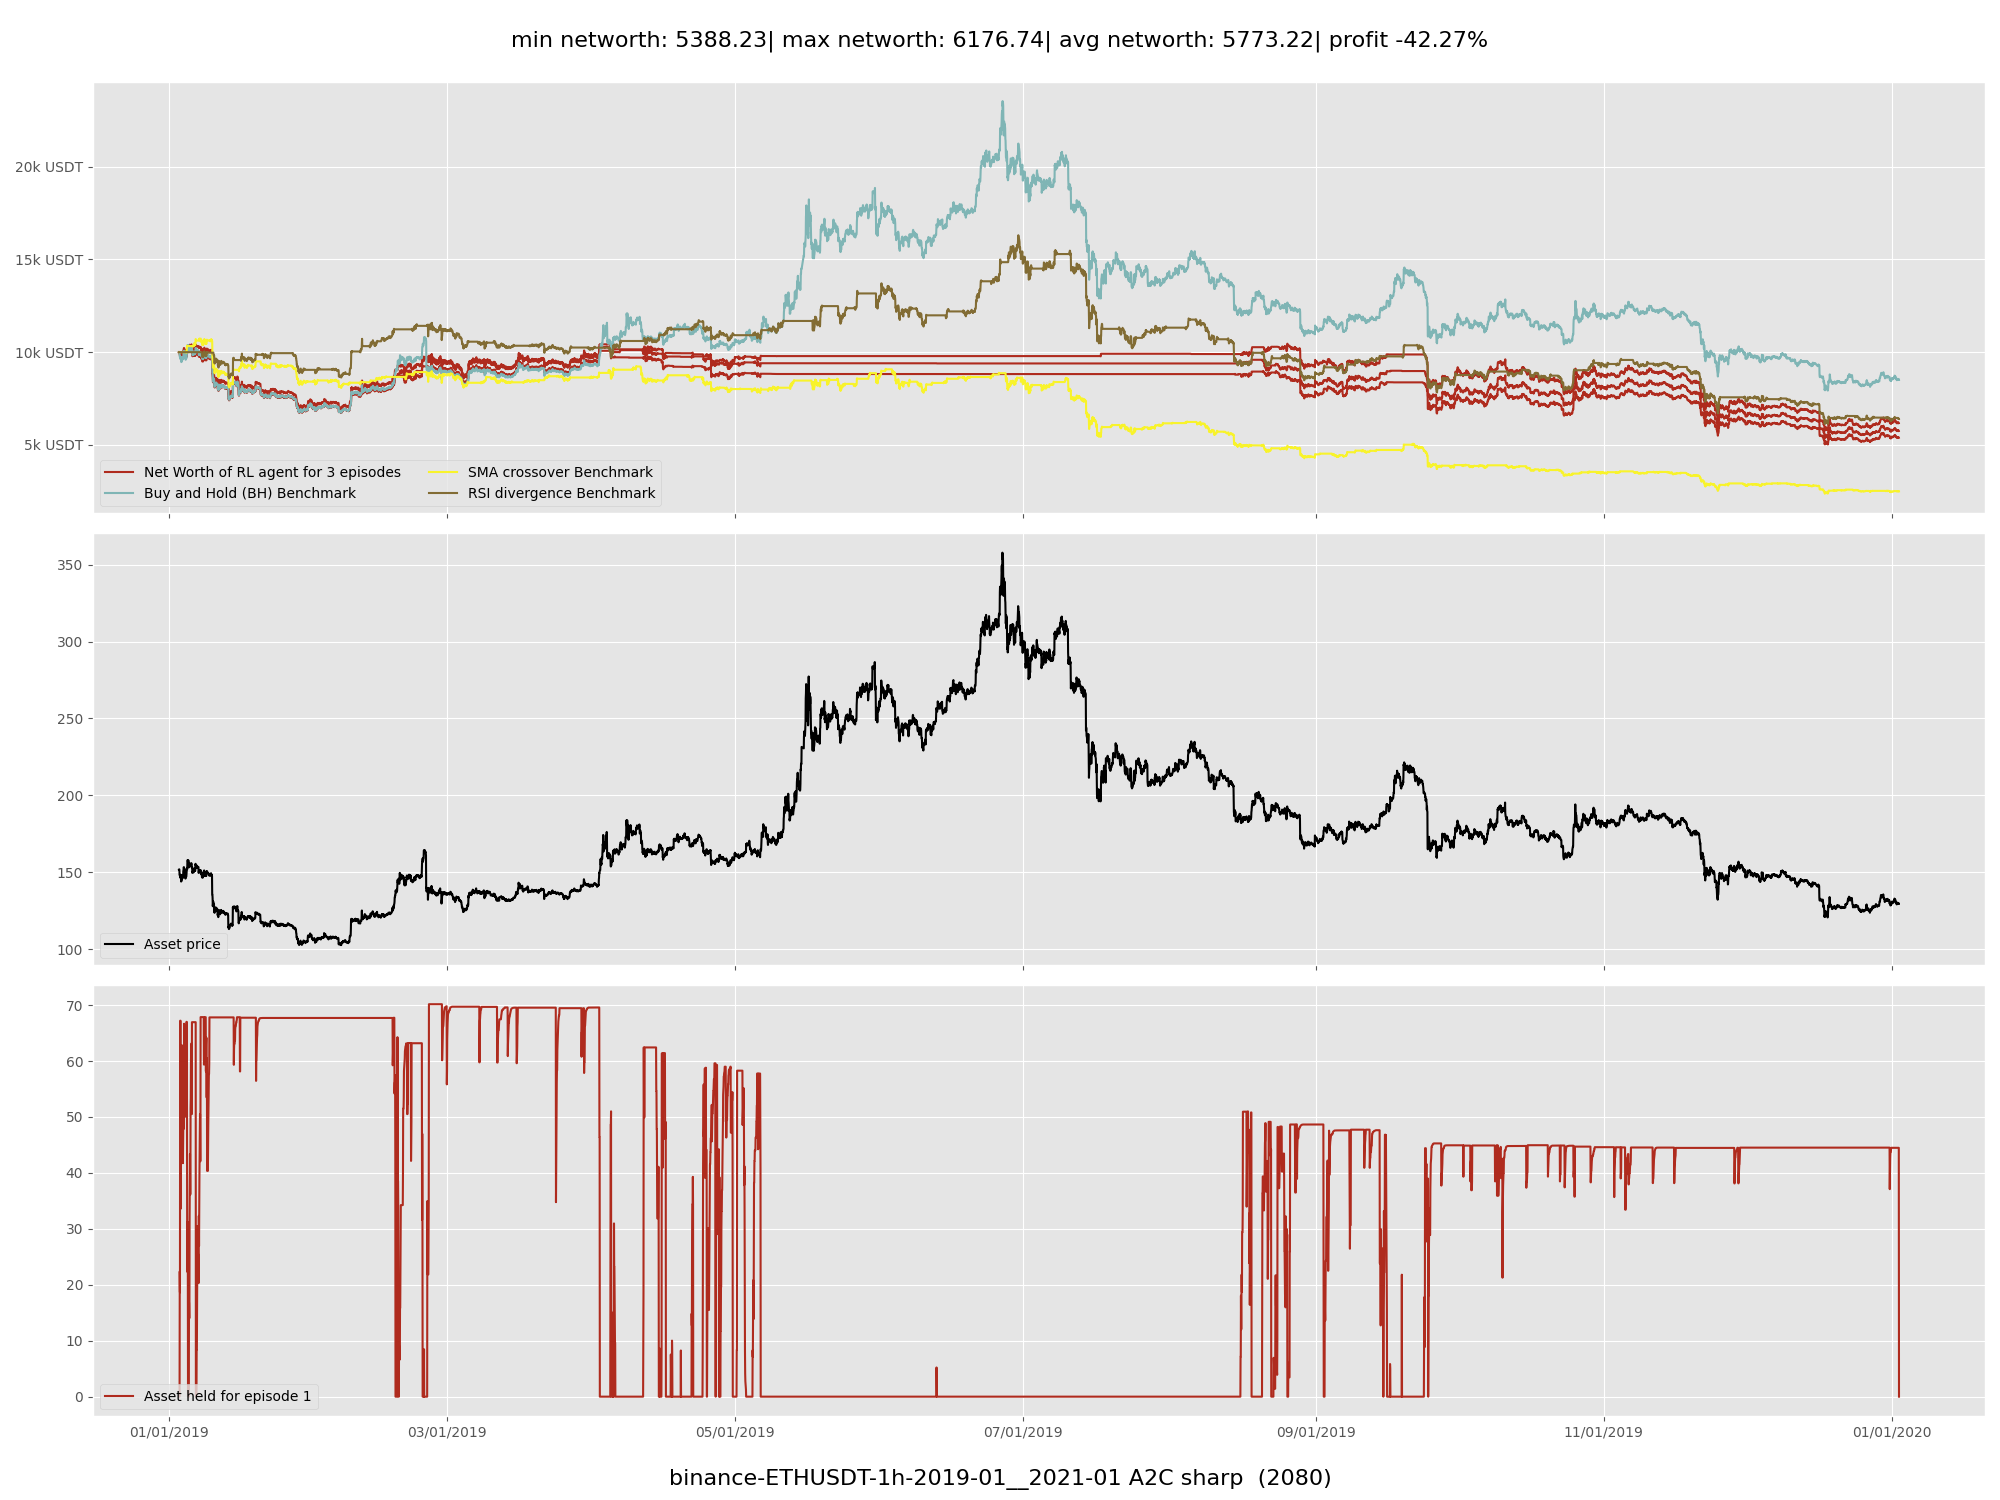 min networth: 5388.23| max networth: 6176.74| avg networth: 5773.22| profit -42.27%
20k USDT
15k USDT
10k USDT
5k USDT
Net Worth of RL agent for 3 episodes
Buy and Hold (BH) Benchmark
SMA crossover Benchmark
RSI divergence Benchmark
350
300
250
200
150
100
Asset price
70
60
50
40
30
20
10
0
Asset held for episode 1
01/01/2019 03/01/2019 05/01/2019 07/01/2019 09/01/2019 11/01/2019 01/01/2020
binance-ETHUSDT-1h-2019-01__2021-01 A2C sharp  (2080)